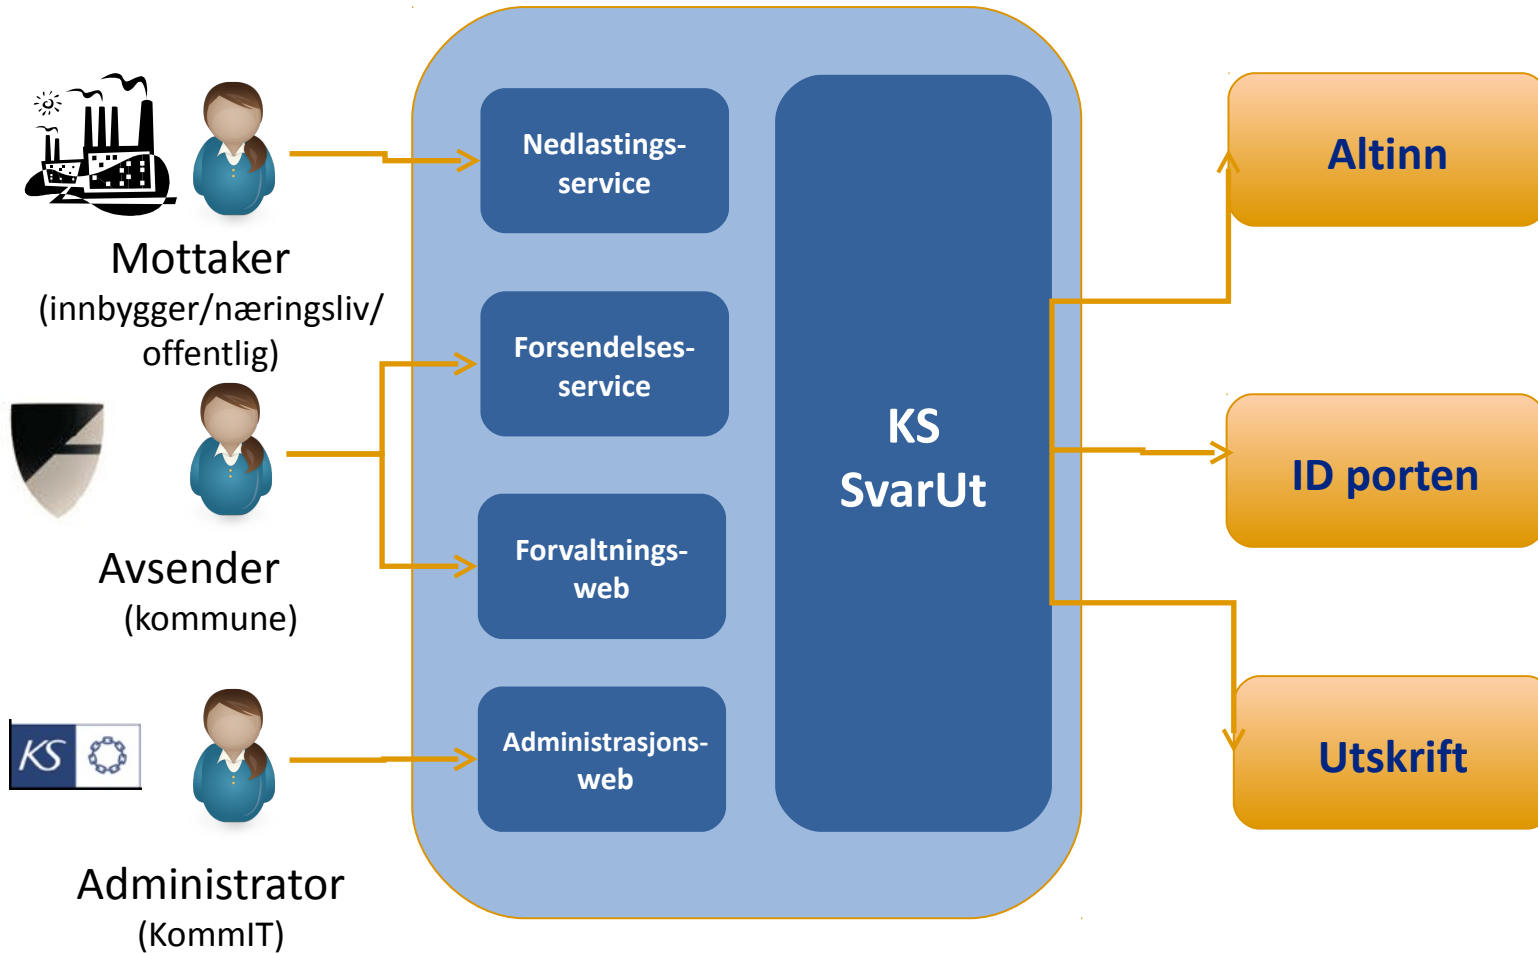 Mottaker
(innbygger/næringsliv/
offentlig)
Avsender
(kommune)
KS
Administrator
(KommIT)
Nedlastings-
service
Forsendelses-
service
Forvaltnings-
web
Administrasjons-
web
KS
SvarUt
Altinn
ID porten
Utskrift